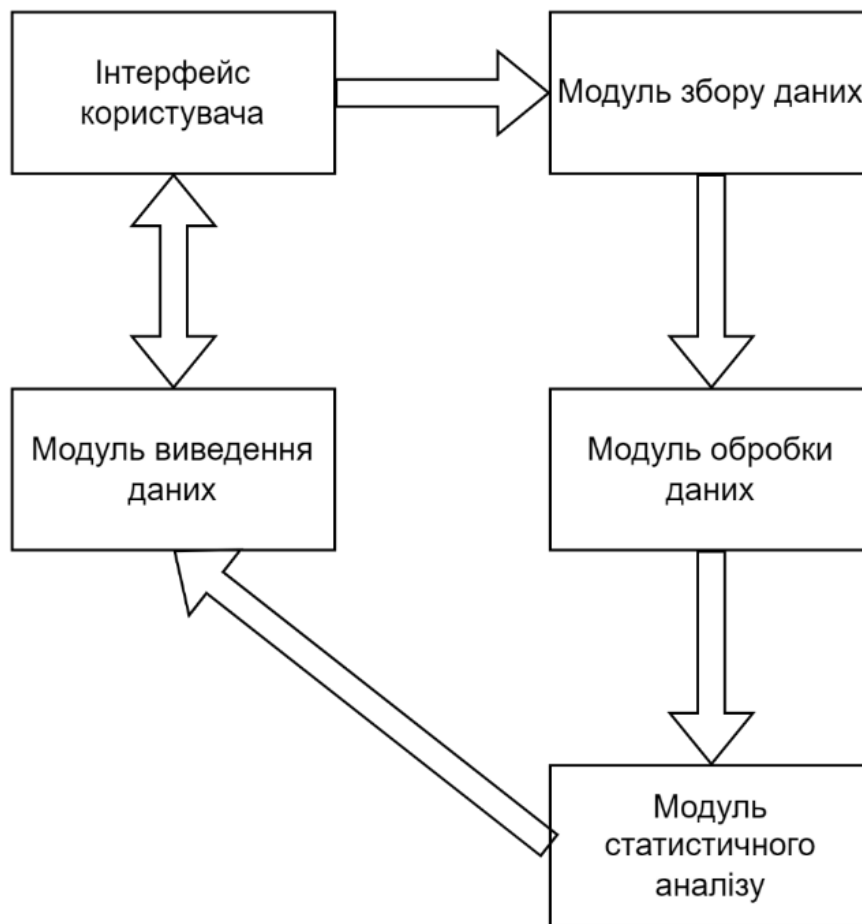 Інтерфейс
користувача
Модуль збору даних
Модуль виведення
даних
Модуль обробки
даних
Модуль
статистичного
аналізу